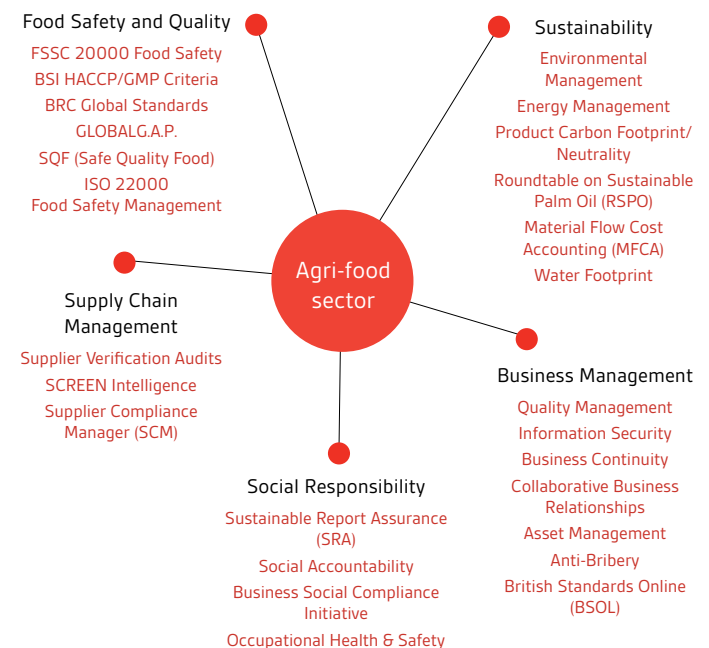 Food Safety and Quality
FSSC 20000 Food Safety
BSI HACCP/GMP Criteria
BRC Global Standards
GLOBALG.A.P.
SQF (Safe Quality Food)
ISO 22000
Food Safety Management
Sustainability
Environmental
Management
Energy Management
Product Carbon Footprint/
Neutrality
Roundtable on Sustainable
Palm Oil (RSPO)
Material Flow Cost
Accounting (MFCA)
Water Footprint
Agri-food
sector
Supply Chain
Management
Supplier Verification Audits
SCREEN Intelligence
Supplier Compliance
Manager (SCM)
Business Management
Quality Management
Information Security
Business Continuity
Collaborative Business
Relationships
Asset Management
Anti-Bribery
British Standards Online
(BSOL)
Social Responsibility
Sustainable Report Assurance
(SRA)
Social Accountability
Business Social Compliance
Initiative
Occupational Health & Safety